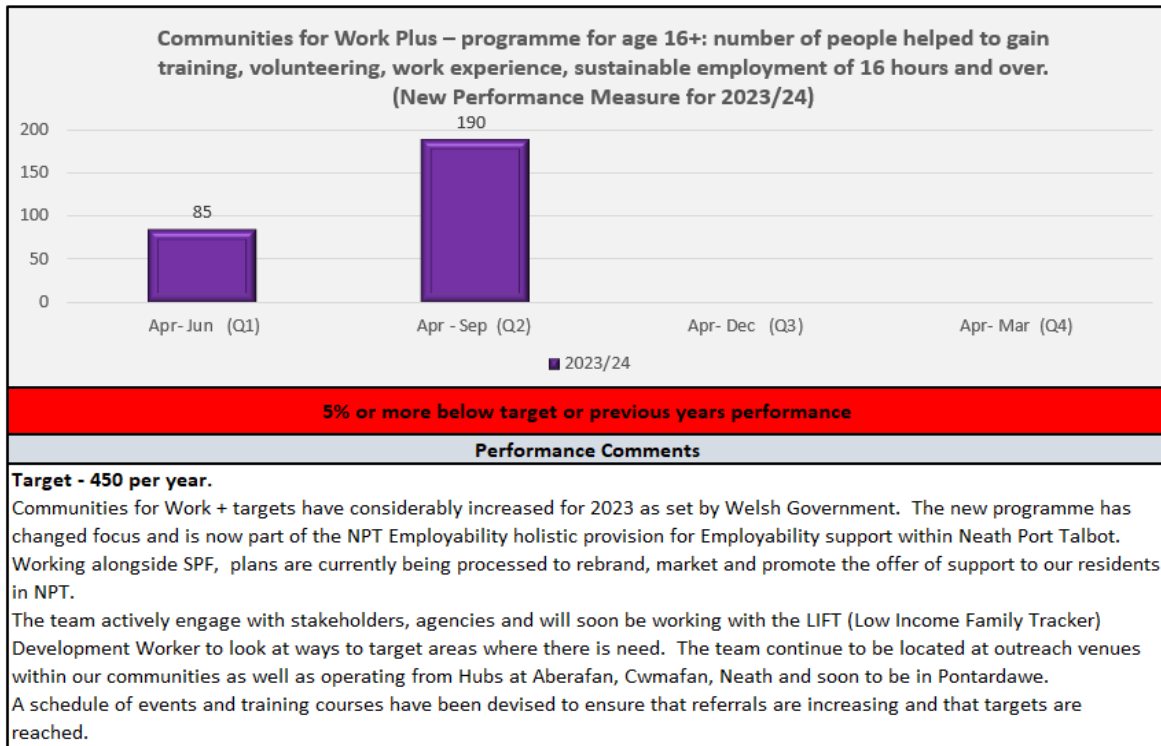 Communities for Work Plus – programme for age 16+: number of people helped to gain
training, volunteering, work experience, sustainable employment of 16 hours and over.
(New Performance Measure for 2023/24)
200
150
100
50
0
85
190
Apr- Jun (Q1)
Apr - Sep (Q2)
Apr- Dec (Q3)
Apr- Mar (Q4)
2023/24
5% or more below target or previous years performance
Performance Comments
Target - 450 per year.
Communities for Work + targets have considerably increased for 2023 as set by Welsh Government. The new programme has
changed focus and is now part of the NPT Employability holistic provision for Employability support within Neath Port Talbot.
Working alongside SPF, plans are currently being processed to rebrand, market and promote the offer of support to our residents
in NPT.
The team actively engage with stakeholders, agencies and will soon be working with the LIFT (Low Income Family Tracker)
Development Worker to look at ways to target areas where there is need. The team continue to be located at outreach venues
within our communities as well as operating from Hubs at Aberafan, Cwmafan, Neath and soon to be in Pontardawe.
A schedule of events and training courses have been devised to ensure that referrals are increasing and that targets are
reached.